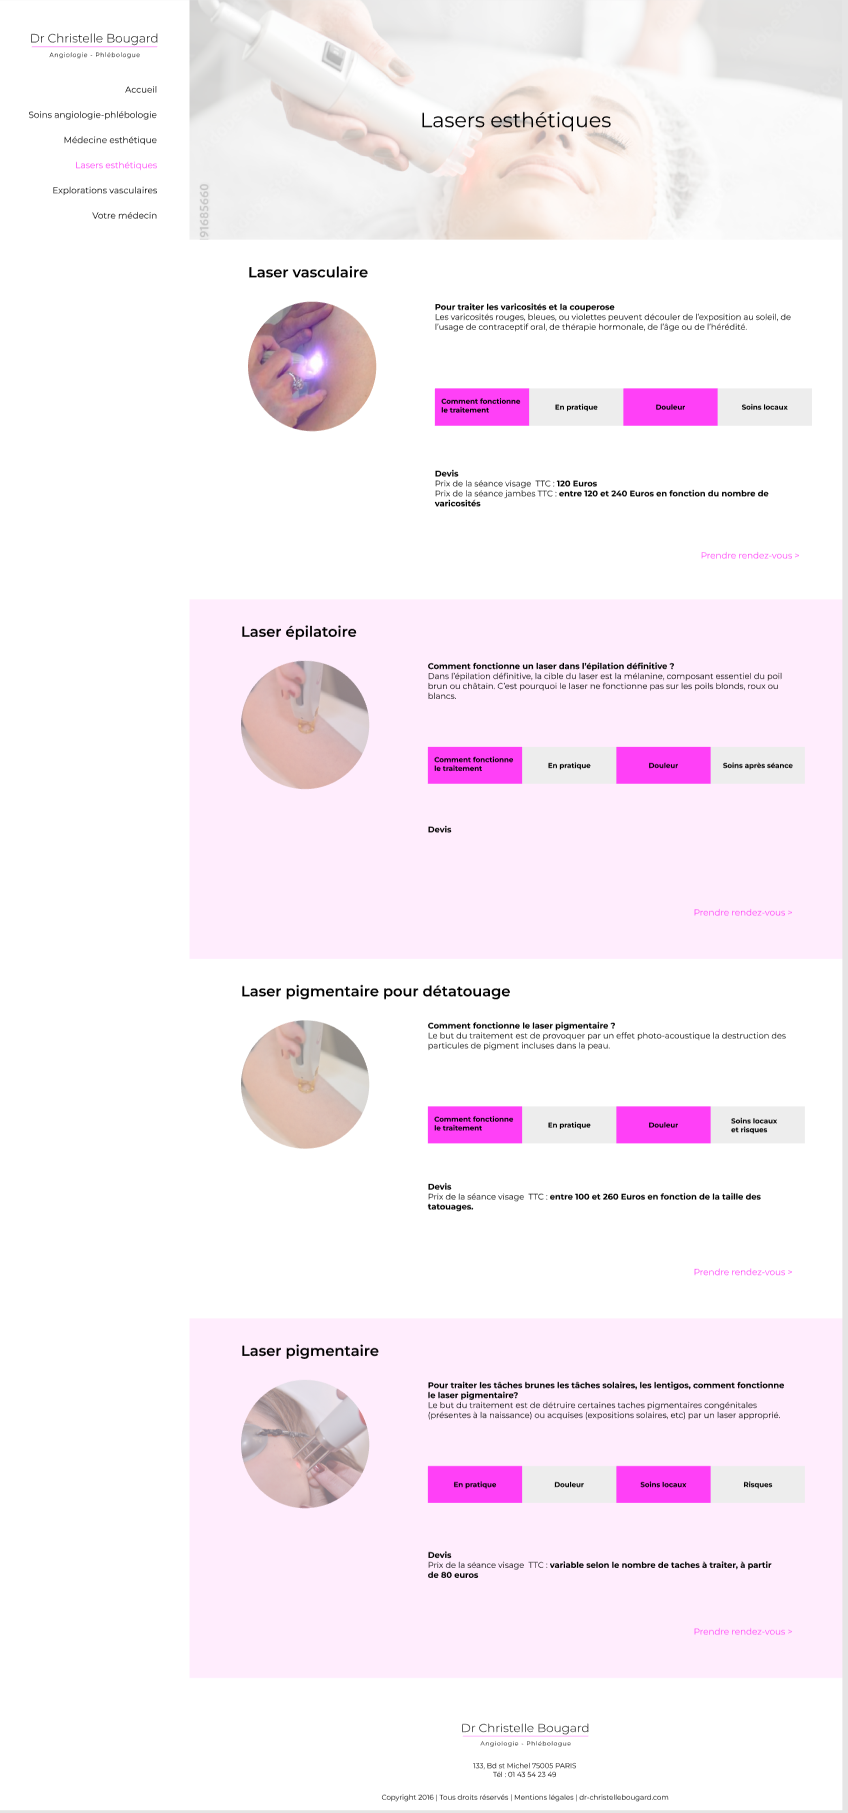 Dr Christelle Bougard
Angiologie - Phlébologue
Accueil
Soins angiologie-phlébologie
Médecine esthétique
Lasers esthétiques
Explorations vasculaires
Votre médecin
Lasers esthétiques
91685660
Laser vasculaire
Pour traiter les varicosités et la couperose
Les varicosités rouges, bleues, ou violettes peuvent découler de l'exposition au soleil, de
l'usage de contraceptif oral, de thérapie hormonale, de l'âge ou de l'hérédité.
Comment fonctionne
le traitement
En pratique
Douleur
Soins locaux
Devis
Prix de la séance visage TTC : 120 Euros
Prix de la séance jambes TTC : entre 120 et 240 Euros en fonction du nombre de
varicosités
Prendre rendez-vous >
Laser épilatoire
Comment fonctionne un laser dans l'épilation définitive ?
Dans l'épilation définitive, la cible du laser est la mélanine, composant essentiel du poil
brun ou châtain. C'est pourquoi le laser ne fonctionne pas sur les poils blonds, roux ou
blancs.
Comment fonctionne
le traitement
En pratique
Douleur
Soins après séance
Devis
Prendre rendez-vous >
Laser pigmentaire pour détatouage
Comment fonctionne le laser pigmentaire ?
Le but du traitement est de provoquer par un effet photo-acoustique la destruction des
particules de pigment incluses dans la peau.
Comment fonctionne
le traitement
En pratique
Douleur
Soins locaux
et risques
Devis
Prix de la séance visage TTC : entre 100 et 260 Euros en fonction de la taille des
tatouages.
Prendre rendez-vous >
Laser pigmentaire
Pour traiter les tâches brunes les tâches solaires, les lentigos, comment fonctionne
le laser pigmentaire?
Le but du traitement est de détruire certaines taches pigmentaires congénitales
(présentes à la naissance) ou acquises (expositions solaires, etc) par un laser approprié.
En pratique
Douleur
Soins locaux
Risques
Devis
Prix de la séance visage TTC : variable selon le nombre de taches à traiter, à partir
de 80 euros
Prendre rendez-vous >
Dr Christelle Bougard
Angiologie - Phlébologue
133, Bd st Michel 75005 PARIS
Tél : 01 43 54 23 49
Copyright 2016 | Tous droits réservés | Mentions légales | dr-christellebougard.com